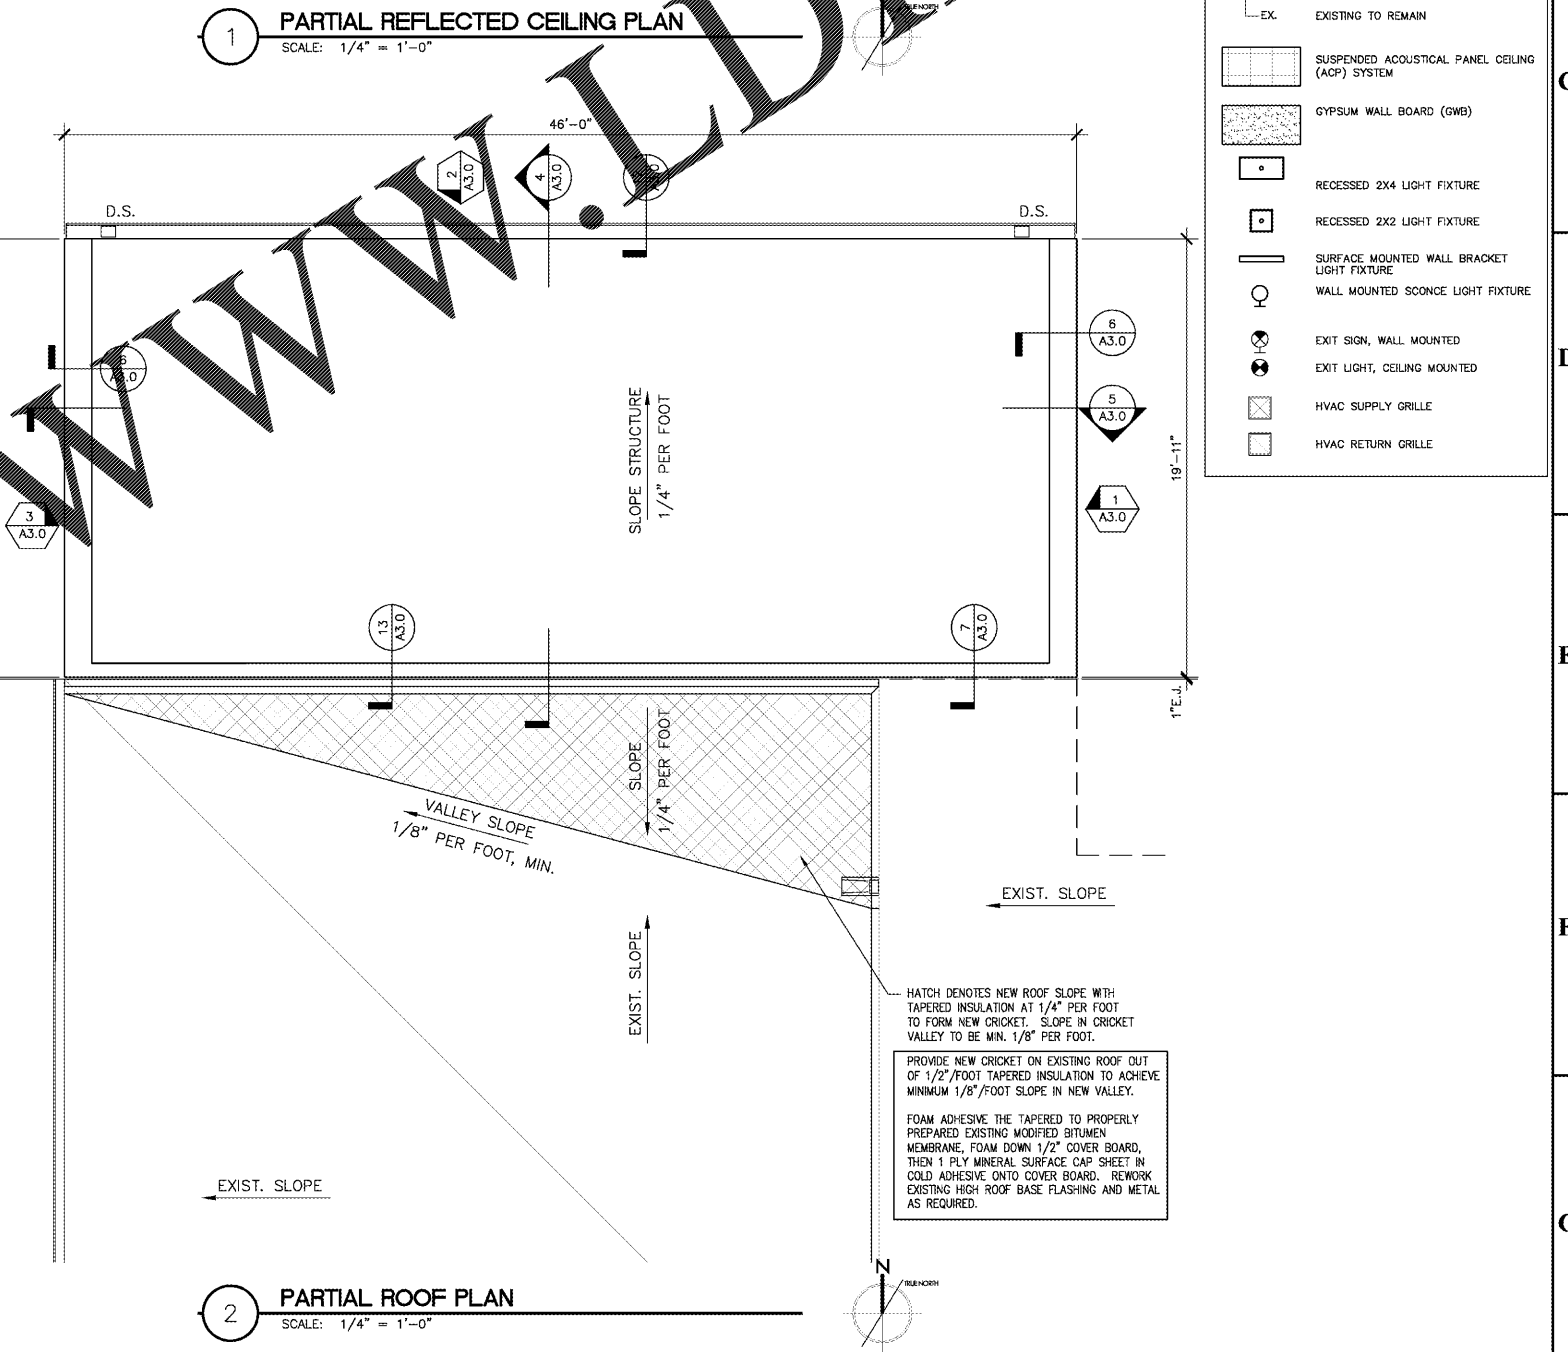 1
PARTIAL REFLECTED CEILING PLAN
SCALE: 1/4" = 1'-0"
TRUE NORTH
WWW.LD
EX.
EXISTING TO REMAIN
SUSPENDED ACOUSTICAL PANEL CEILING
(ACP) SYSTEM
GYPSUM WALL BOARD (GWB)
RECESSED 2X4 LIGHT FIXTURE
RECESSED 2X2 LIGHT FIXTURE
SURFACE MOUNTED WALL BRACKET
LIGHT FIXTURE
WALL MOUNTED SCONCE LIGHT FIXTURE
EXIT SIGN, WALL MOUNTED
EXIT LIGHT, CEILING MOUNTED
HVAC SUPPLY GRILLE
HVAC RETURN GRILLE
46'-0"
2
A3.0
4
A3.0
A3.0
D.S.
D.S.
6
A3.0
6
A3.0
5
A3.0
SLOPE STRUCTURE
1/4" PER FOOT
19'-11"
3
A3.0
1
A3.0
13
A3.0
7
A3.0
1"E.J.
SLOPE
1/4" PER FOOT
VALLEY SLOPE
1/8" PER FOOT, MIN.
EXIST. SLOPE
EXIST. SLOPE
HATCH DENOTES NEW ROOF SLOPE WITH
TAPERED INSULATION AT 1/4" PER FOOT
TO FORM NEW CRICKET. SLOPE IN CRICKET
VALLEY TO BE MIN. 1/8" PER FOOT.
PROVIDE NEW CRICKET ON EXISTING ROOF OUT
OF 1/2"/FOOT TAPERED INSULATION TO ACHIEVE
MINIMUM 1/8"/FOOT SLOPE IN NEW VALLEY.
FOAM ADHESIVE THE TAPERED TO PROPERLY
PREPARED EXISTING MODIFIED BITUMEN
MEMBRANE, FOAM DOWN 1/2" COVER BOARD,
THEN 1 PLY MINERAL SURFACE CAP SHEET IN
COLD ADHESIVE ONTO COVER BOARD. REWORK
EXISTING HIGH ROOF BASE FLASHING AND METAL
AS REQUIRED.
EXIST. SLOPE
2
PARTIAL ROOF PLAN
SCALE: 1/4" = 1'-0"
N
TRUE NORTH